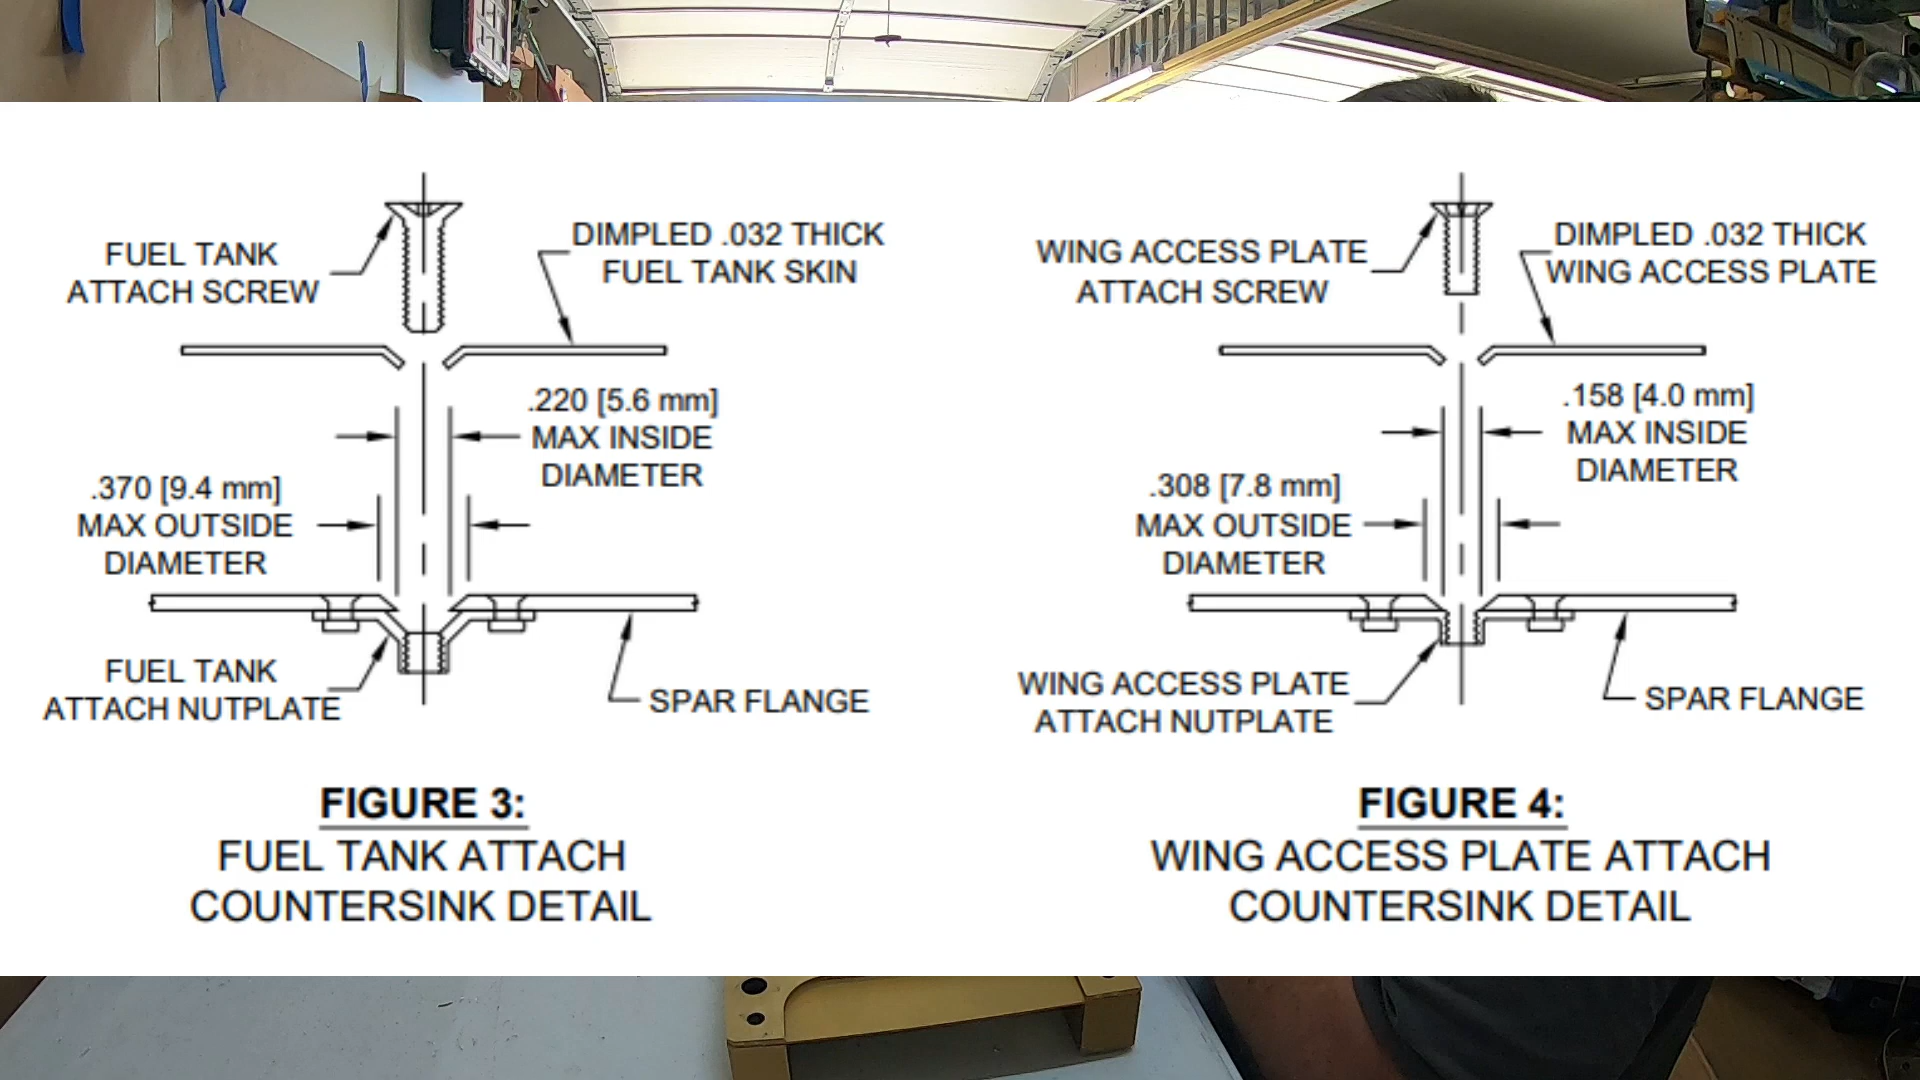 FUEL TANK
ATTACH SCREW
DIMPLED .032 THICK
FUEL TANK SKIN
.220 [5.6 mm]
MAX INSIDE
DIAMETER
.370 [9.4 mm]
MAX OUTSIDE
DIAMETER
FUEL TANK
ATTACH NUTPLATE
SPAR FLANGE
FIGURE 3:
FUEL TANK ATTACH
COUNTERSINK DETAIL
WING ACCESS PLATE
ATTACH SCREW
DIMPLED .032 THICK
WING ACCESS PLATE
.158 [4.0 mm]
MAX INSIDE
DIAMETER
.308 [7.8 mm]
MAX OUTSIDE
DIAMETER
WING ACCESS PLATE
ATTACH NUTPLATE
SPAR FLANGE
FIGURE 4:
WING ACCESS PLATE ATTACH
COUNTERSINK DETAIL